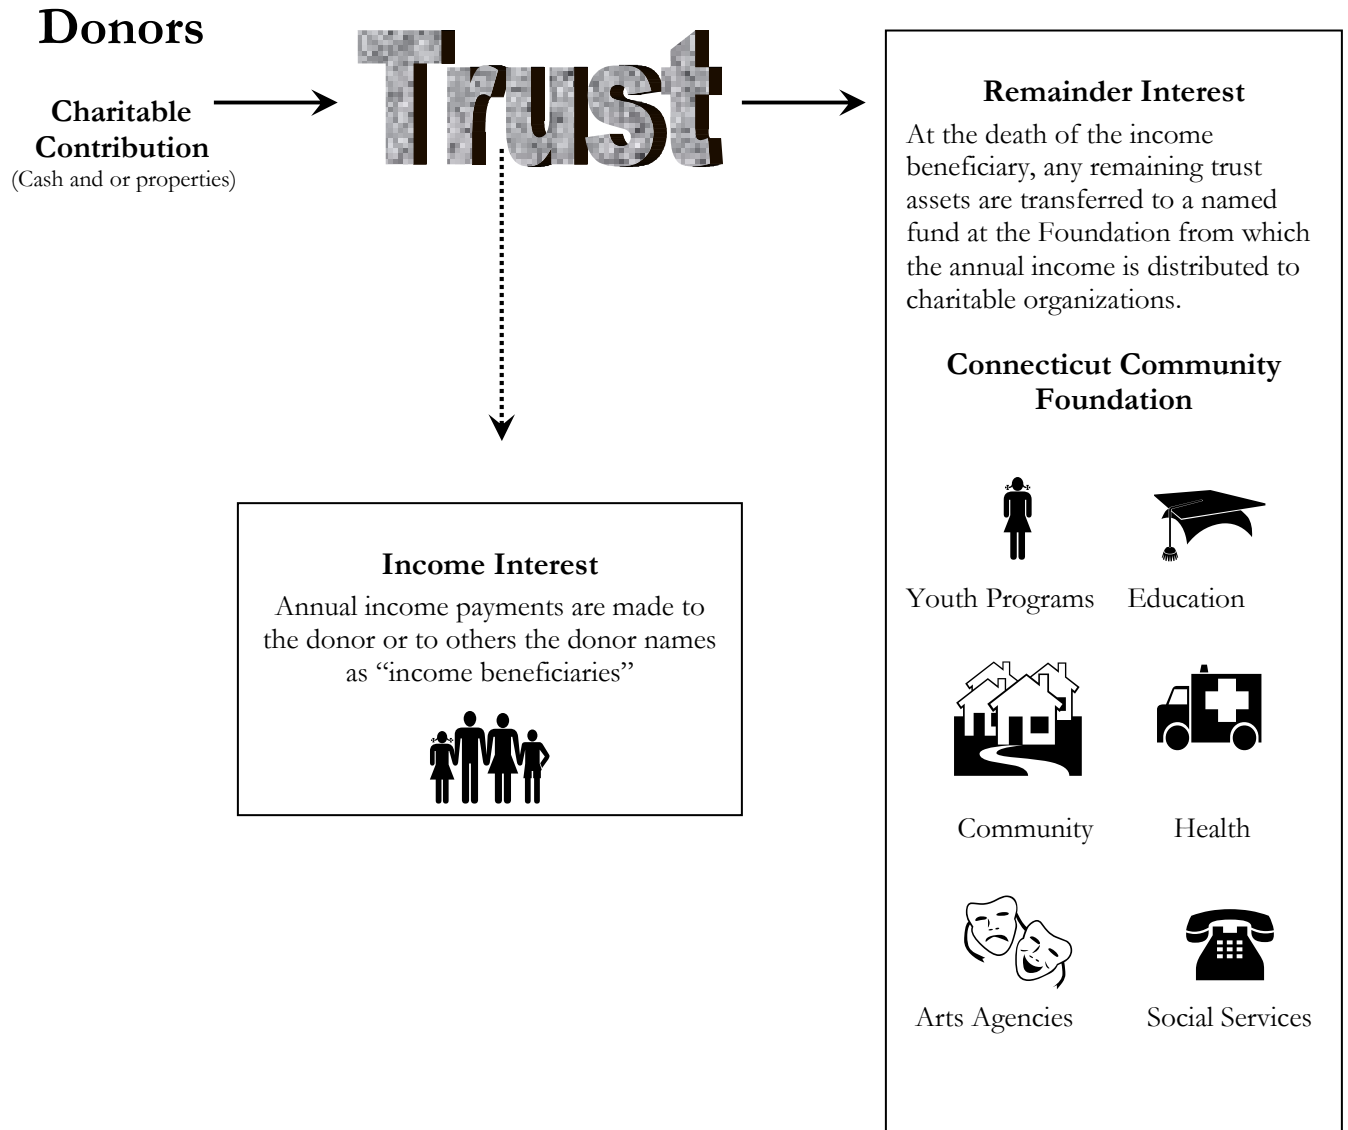 Donors
Charitable
Contribution
(Cash and or properties)
Trust
Income Interest
Annual income payments are made to
the donor or to others the donor names
as “income beneficiaries”
Remainder Interest
At the death of the income
beneficiary, any remaining trust
assets are transferred to a named
fund at the Foundation from which
the annual income is distributed to
charitable organizations.
Connecticut Community
Foundation
Youth Programs Education
Community Health
Arts Agencies Social Services